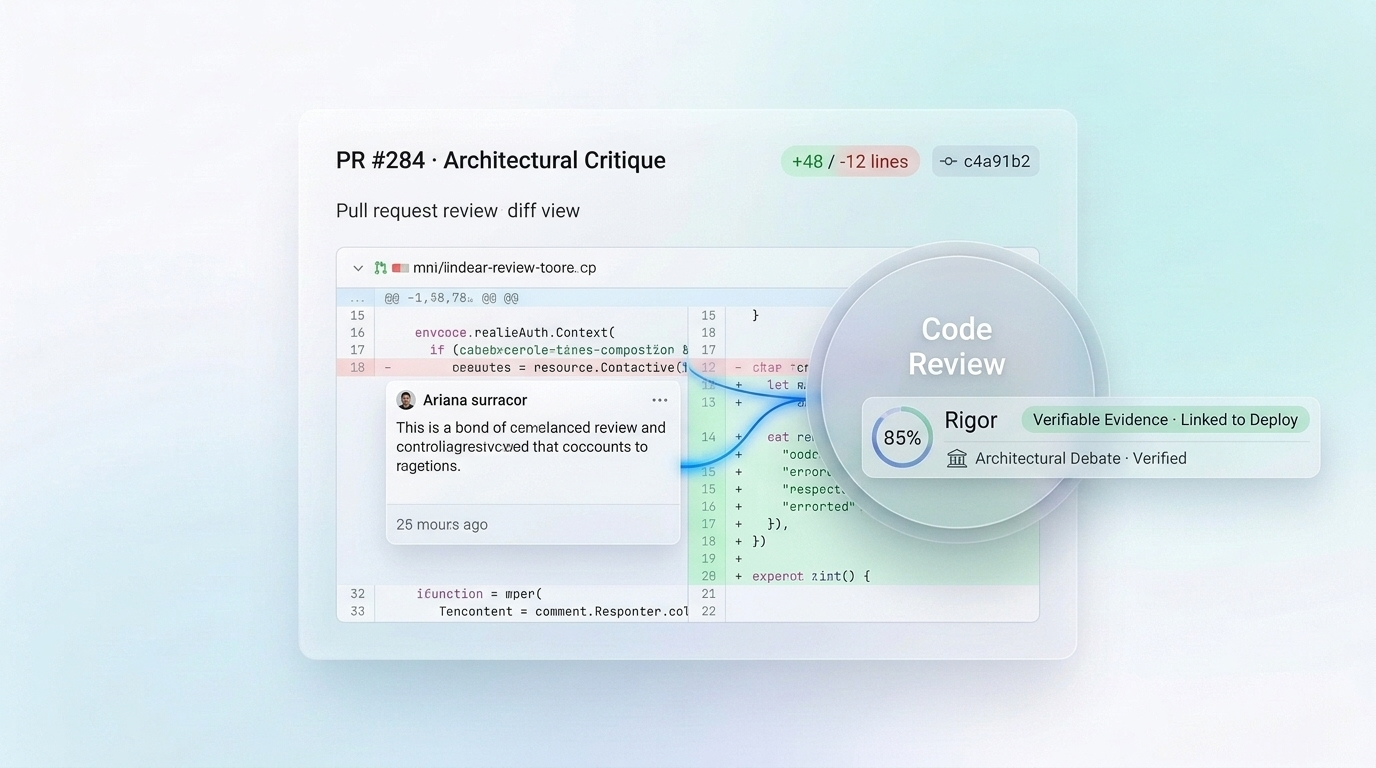 PR #284 · Architectural Critique
+48 / -12 lines
c4a91b2
Pull request review diff view
mni/iindear-review-toore..cp
... @@ -1,58,78.. @@ @@
15
16 envcoce.realieAuth.Context(
17 if (cabebxcerole-tanes-compostion &
18 - peeuotes = resource.Contactive(
Ariana surracor
This is a bond of cemelanced review and
controliagresivcwed that coccounts to
ragetions.
25 mours ago
32 ifunction = mper(
33 Tencontent = comment.Responter.col
15 }
18
17
12 -
+ let
13 +
14 + eat
+
15 +
15 + "respect
16 + "errorted"
17 + }),
18 + })
19 +
20 + experot zint() {
21
22
Code
Review
85%
Rigor
Verifiable Evidence · Linked to Deploy
Architectural Debate · Verified